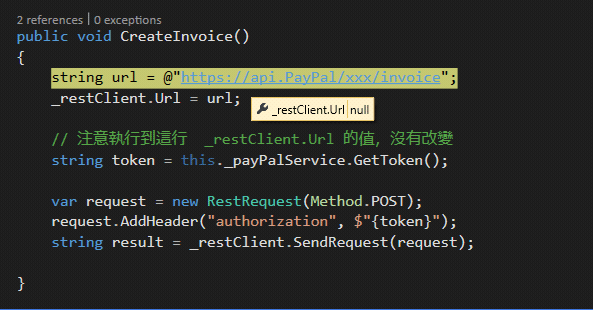 2 references | 0 exceptions
public void CreateInvoice()
{
string url = @"https://api.PayPal/xxx/invoice";
_restClient.Url = url;
_restClient.Url null
// 注意執行到這行 _restClient.Url 的值，沒有改變
string token = this._payPalService.GetToken();
var request = new RestRequest(Method.POST);
request.AddHeader("authorization", $"{token}");
string result = _restClient.SendRequest(request);
}